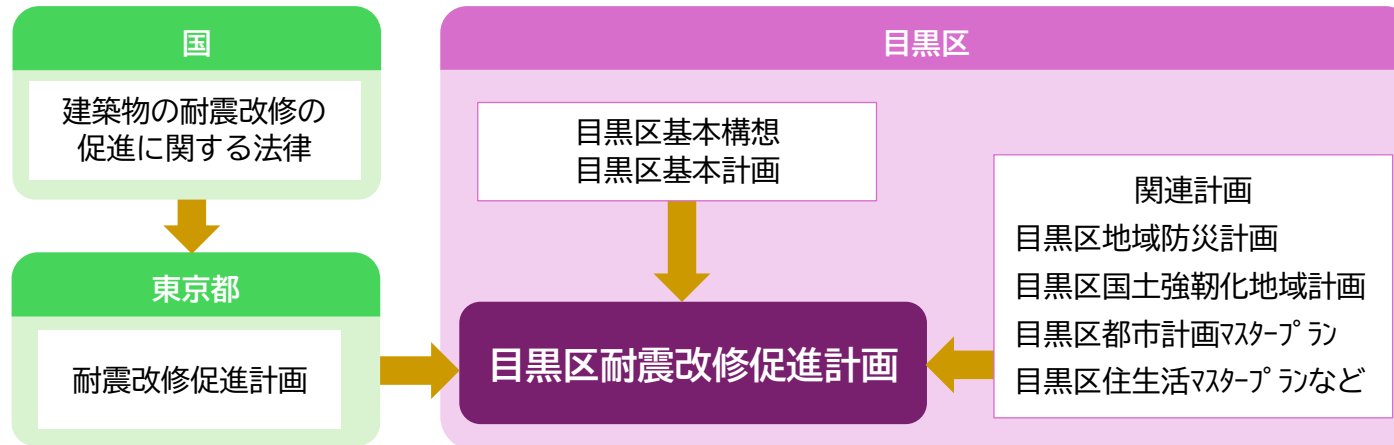 国
建築物の耐震改修の
促進に関する法律
東京都
耐震改修促進計画
目黒区
目黒区基本構想
目黒区基本計画
目黒区耐震改修促進計画
関連計画
目黒区地域防災計画
目黒区国土強靭化地域計画
目黒区都市計画ﾏｽﾀｰﾌﾟﾗﾝ
目黒区住生活ﾏｽﾀｰﾌﾟﾗﾝなど